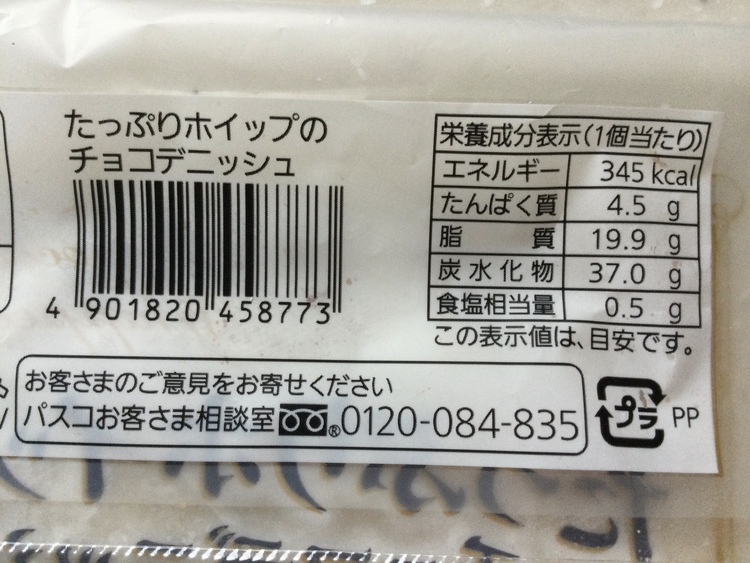 たっぷりホイップの
チョコデニッシュ
4 901820 458773
栄養成分表示(1個当たり)
エネルギー 345 kcal
たんぱく質 4.5 g
脂質 19.9 g
炭水化物 37.0 g
食塩相当量 0.5 g
この表示値は、目安です。
お客さまのご意見をお寄せください
パスコお客さま相談室 ® 0120-084-835
プラ PP